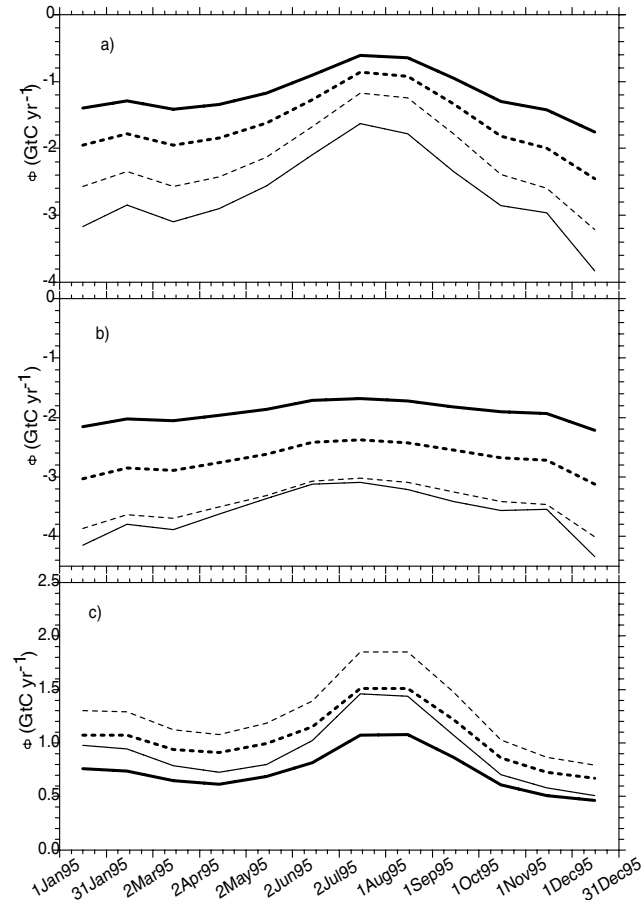 0
-1
-2
-3
-4
Φ (GtC yr-1)
a)
0
-1
-2
-3
-4
Φ (GtC yr-1)
b)
2.5
2.0
1.5
1.0
0.5
0.0
Φ (GtC yr-1)
c)
1Jan95
31Jan95
2Mar95
2Apr95
2May95
2Jun95
2Jul95
1Aug95
1Sep95
1Oct95
1Nov95
1Dec95
31Dec95